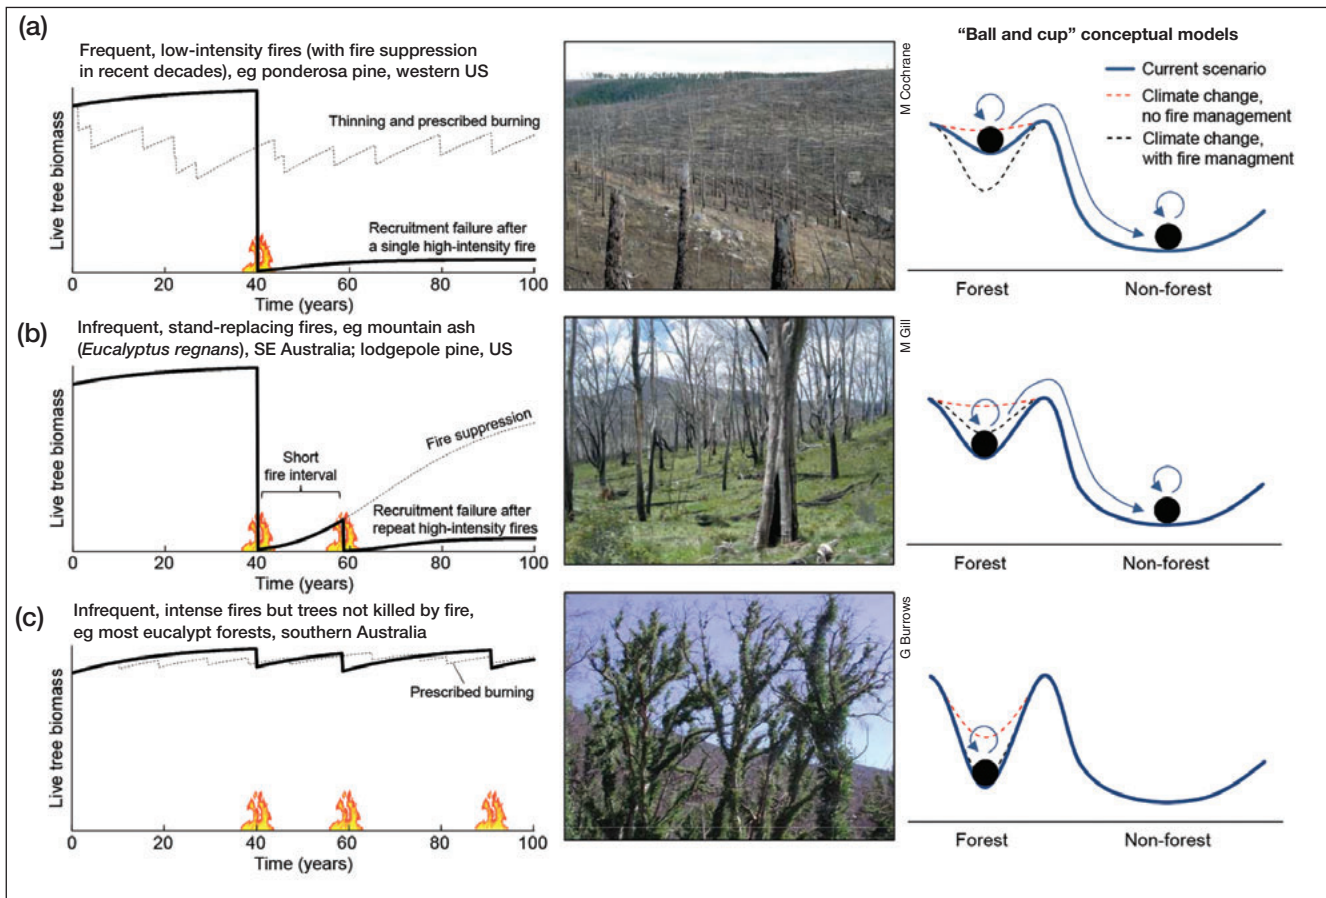 (a)
Frequent, low-intensity fires (with fire suppression
in recent decades), eg ponderosa pine, western US
Live tree biomass
Thinning and prescribed burning
Recruitment failure after
a single high-intensity fire
0 20 40 60 80 100
Time (years)
M Cochrane
“Ball and cup” conceptual models
Current scenario
Climate change,
no fire management
Climate change,
with fire managment
Forest Non-forest
(b)
Infrequent, stand-replacing fires, eg mountain ash
(Eucalyptus regnans), SE Australia; lodgepole pine, US
Live tree biomass
Short
fire interval
Fire suppression
Recruitment failure after
repeat high-intensity fires
0 20 40 60 80 100
Time (years)
M Gill
Forest Non-forest
(c)
Infrequent, intense fires but trees not killed by fire,
eg most eucalypt forests, southern Australia
Live tree biomass
Prescribed burning
0 20 40 60 80 100
Time (years)
G Burrows
Forest Non-forest